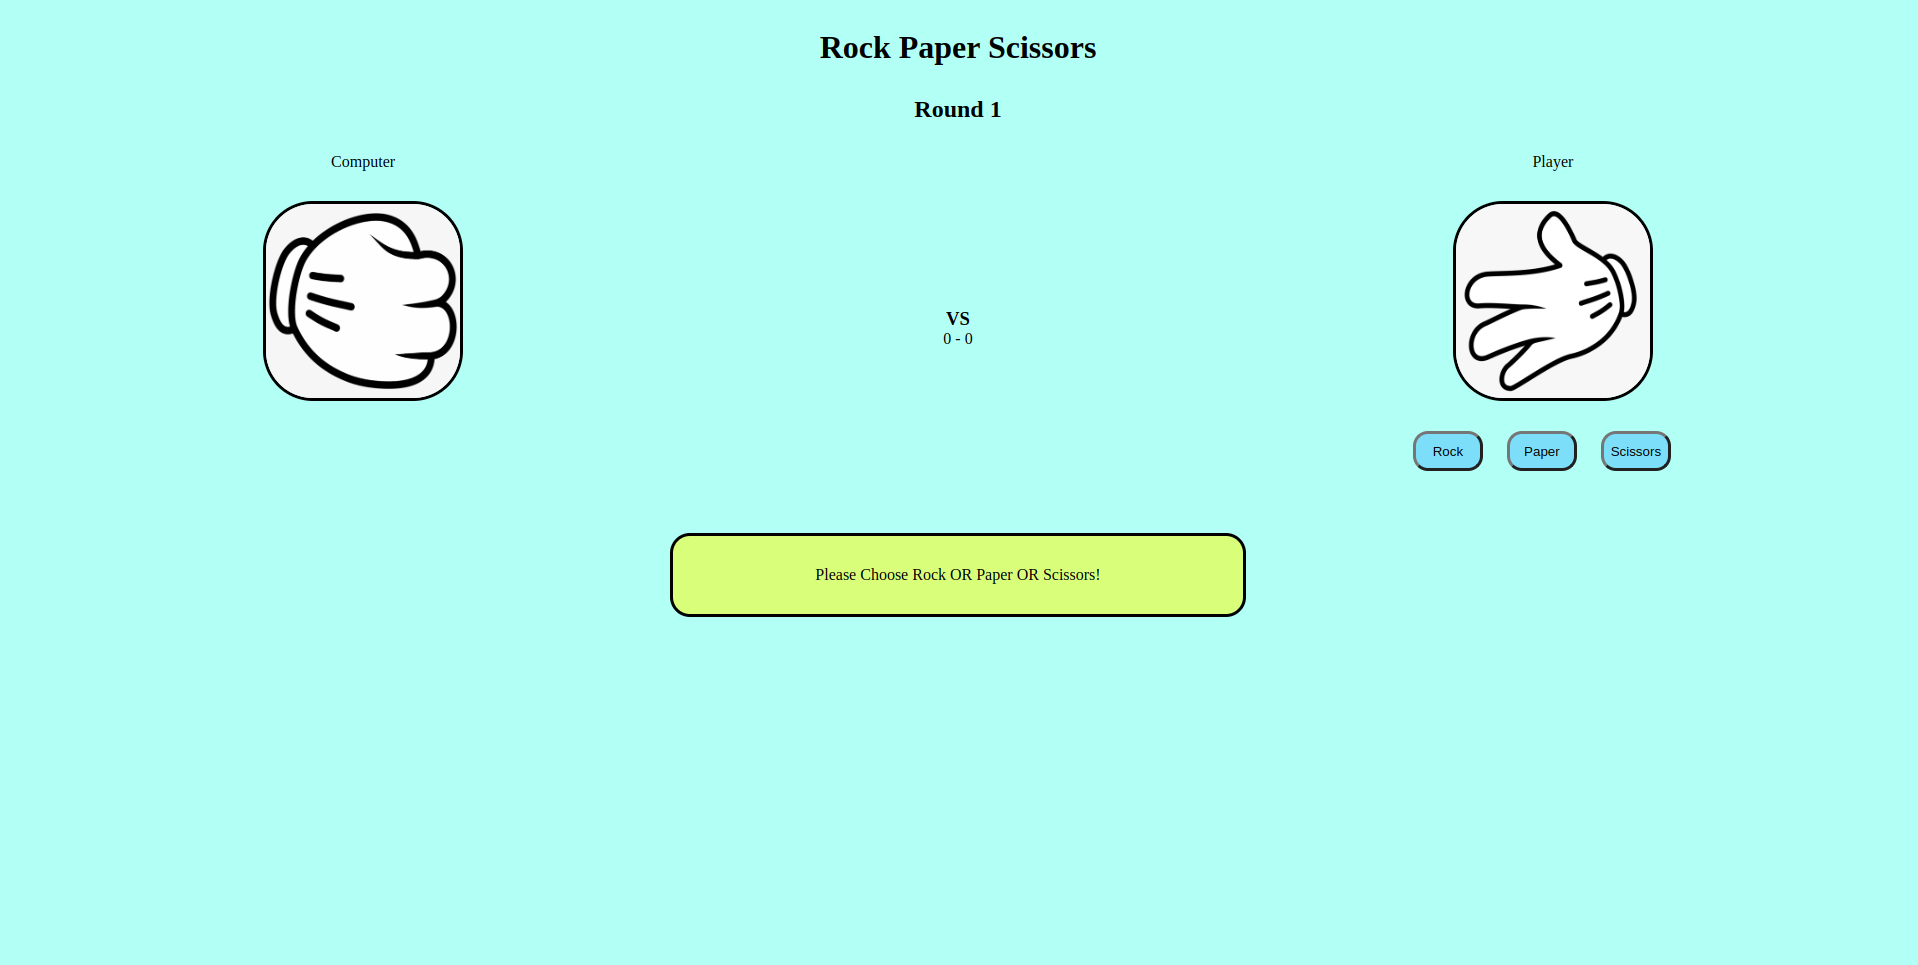 Rock Paper Scissors
Round 1
Computer
Player
VS
0 - 0
Rock
Paper
Scissors
Please Choose Rock OR Paper OR Scissors!